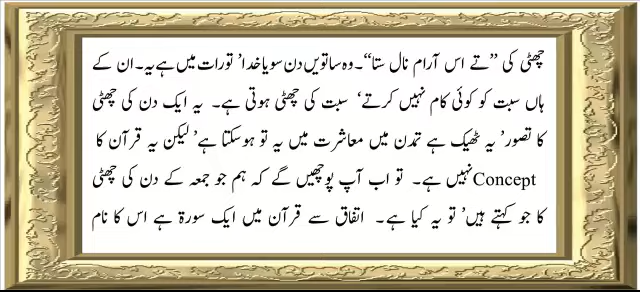 چھٹی کی ’’تے اس آرام نال ستا‘‘۔ وہ ساتویں دن سویا خدا‘ تورات میں ہے یہ۔ ان کے
ہاں سبت کو کوئی کام نہیں کرتے‘ سبت کی چھٹی ہوتی ہے۔ یہ ایک دن کی چھٹی
کا تصور‘ یہ ٹھیک ہے تمدن میں معاشرت میں یہ تو ہوسکتا ہے‘ لیکن یہ قرآن کا
Concept نہیں ہے۔ تو اب آپ پوچھیں گے کہ ہم جو جمعہ کے دن کی چھٹی
کا جو کہتے ہیں‘ تو یہ کیا ہے۔ اتفاق سے قرآن میں ایک سورۃ ہے اس کا نام